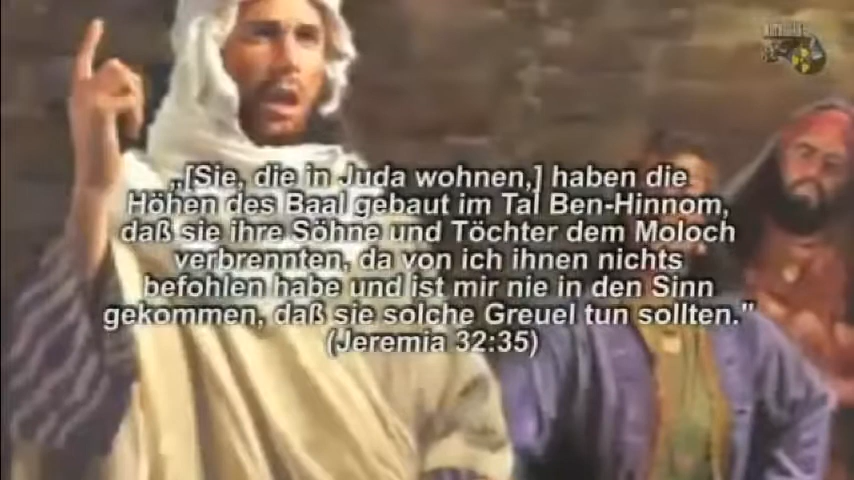 „[Sie, die in Juda wohnen,] haben die
Höhen des Baal gebaut im Tal Ben-Hinnom,
daß sie ihre Söhne und Töchter dem Moloch
verbrennten, da von ich ihnen nichts
befohlen habe und ist mir nie in den Sinn
gekommen, daß sie solche Greuel tun sollten."
(Jeremia 32:35)